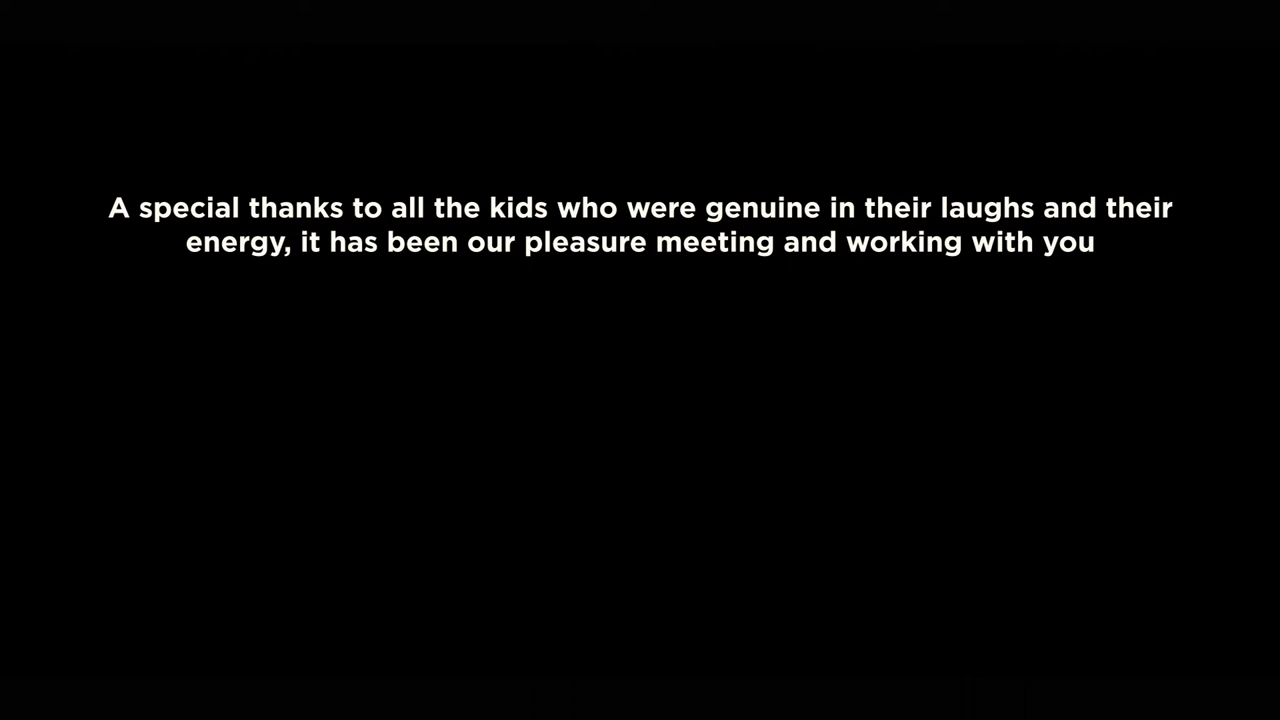 A special thanks to all the kids who were genuine in their laughs and their
energy, it has been our pleasure meeting and working with you